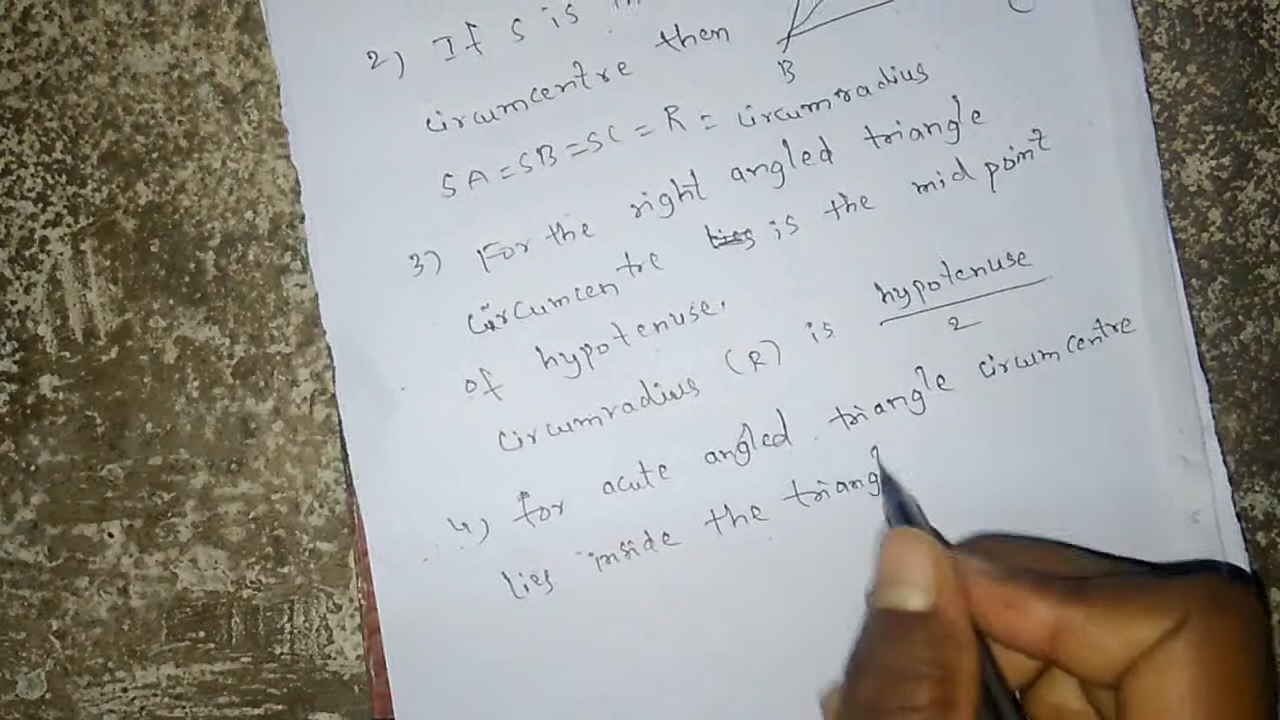 2) If S is
B
circumcentre then
SA = SB = SC = R = circumradius
3) For the right angled triangle
circumcentre is the mid point
of hypotenuse.
circumradius (R) is hypotenuse
2
4) for acute angled triangle circumcentre
lies inside the triang